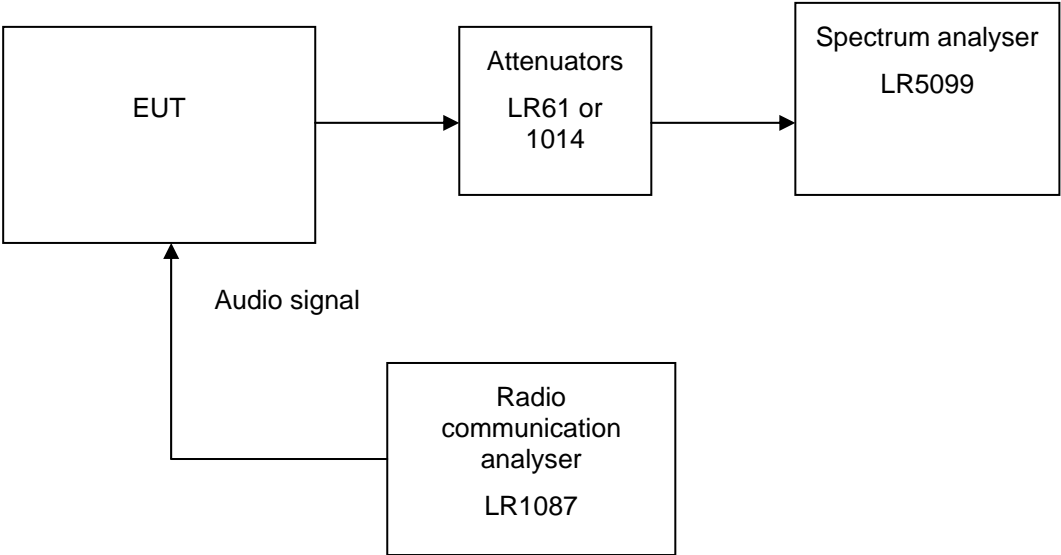 EUT
Attenuators
LR61 or
1014
Spectrum analyser
LR5099
Audio signal
Radio
communication
analyser
LR1087